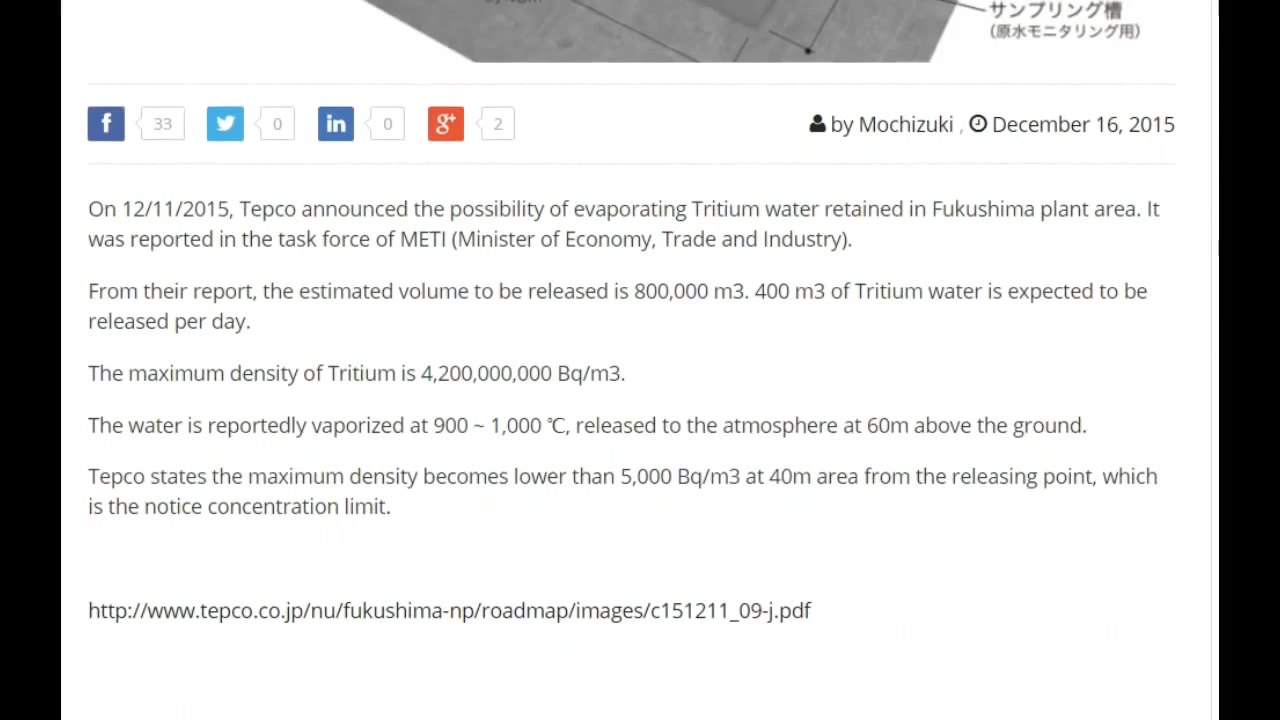 サンプリング槽
(原水モニタリング用)
f 33 0 in 0 g+ 2 by Mochizuki , December 16, 2015
On 12/11/2015, Tepco announced the possibility of evaporating Tritium water retained in Fukushima plant area. It
was reported in the task force of METI (Minister of Economy, Trade and Industry).
From their report, the estimated volume to be released is 800,000 m3. 400 m3 of Tritium water is expected to be
released per day.
The maximum density of Tritium is 4,200,000,000 Bq/m3.
The water is reportedly vaporized at 900 ~ 1,000 ℃, released to the atmosphere at 60m above the ground.
Tepco states the maximum density becomes lower than 5,000 Bq/m3 at 40m area from the releasing point, which
is the notice concentration limit.
http://www.tepco.co.jp/nu/fukushima-np/roadmap/images/c151211_09-j.pdf